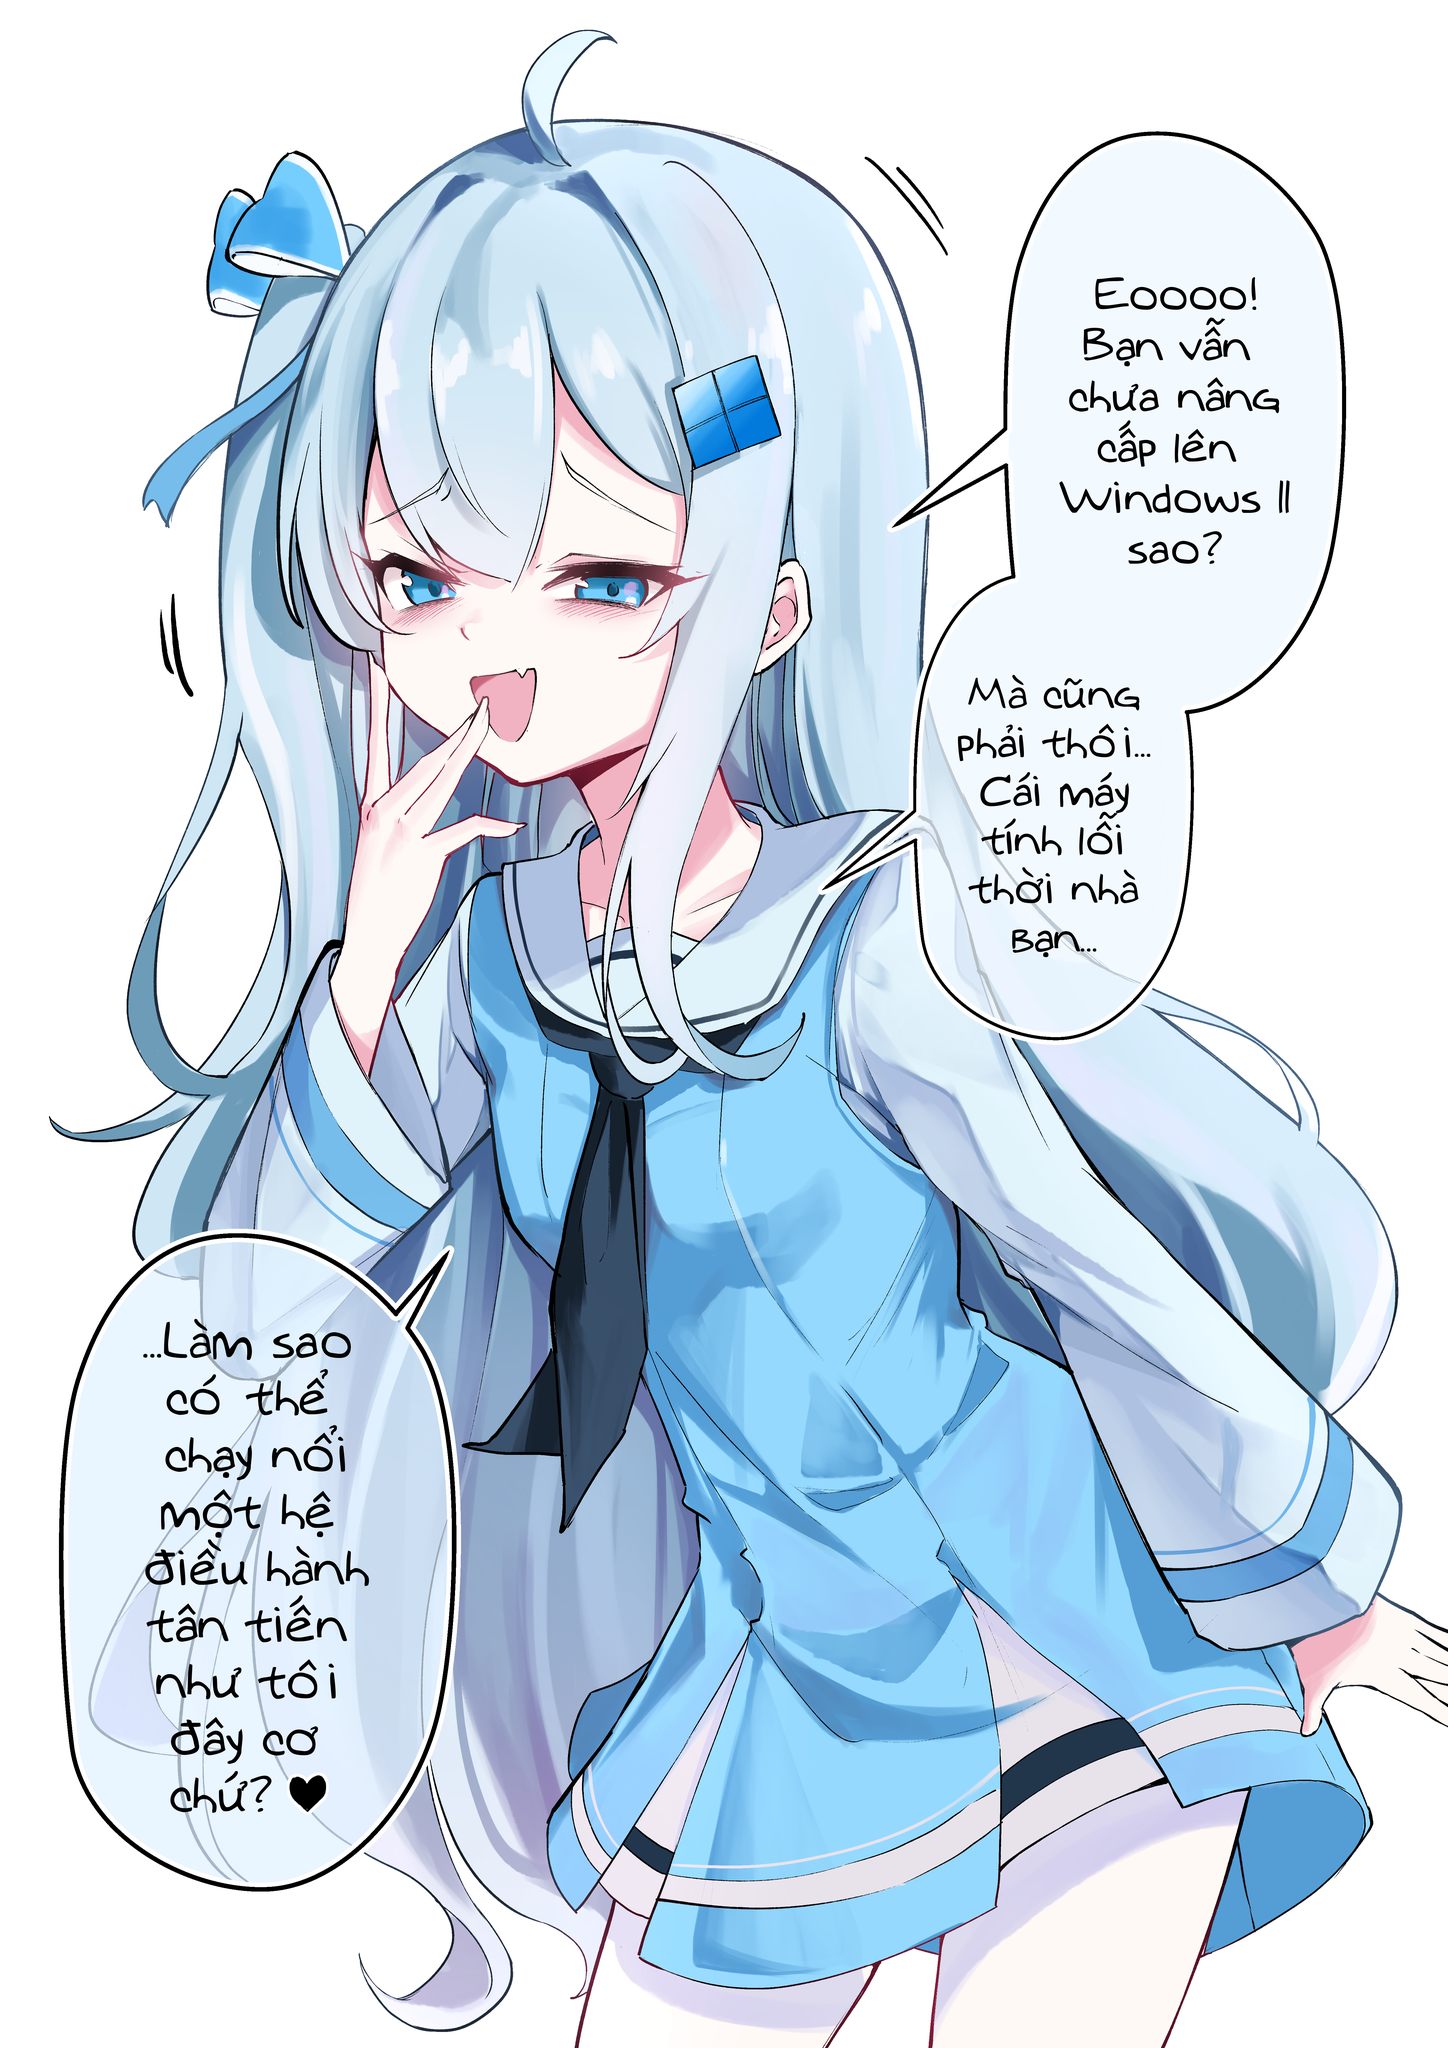 Eoooo!
Bạn vẫn
chưa nâng
cấp lên
Windows 11
sao?
Mà cũng
phải thôi...
Cái máy
tính lỗi
thời nhà
bạn...
...Làm sao
có thể
chạy nổi
một hệ
điều hành
tân tiến
như tôi
đây cơ
chứ? ♥